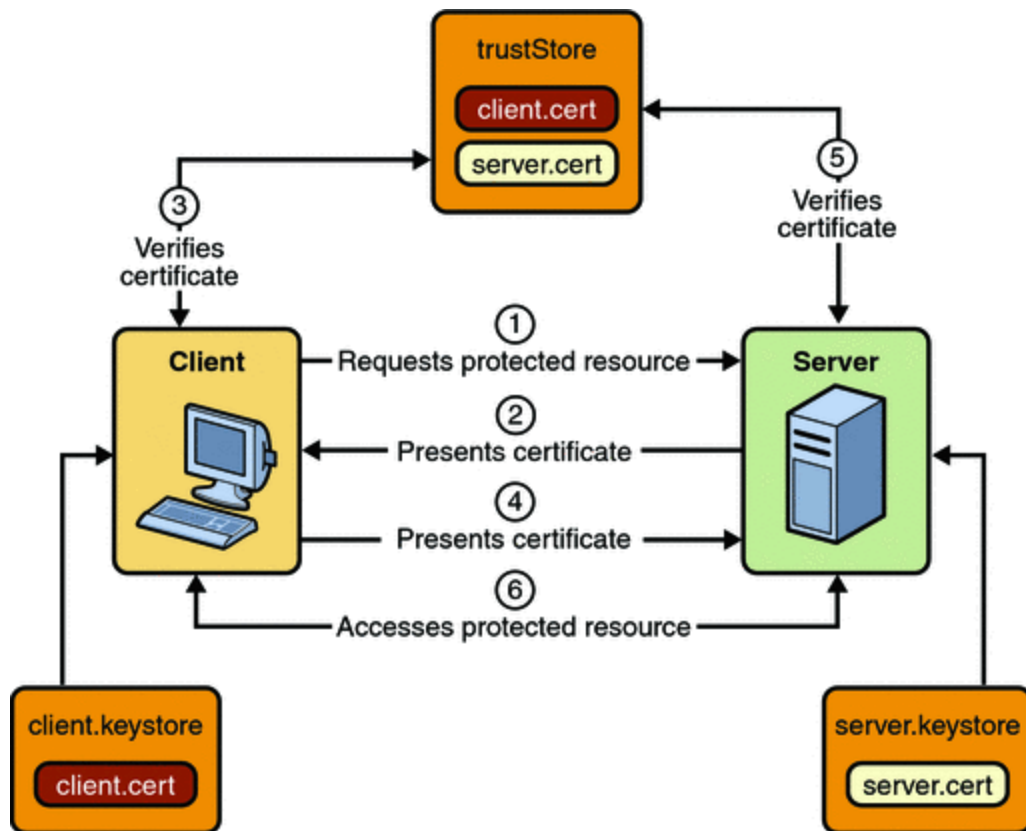 trustStore
client.cert
server.cert
3
Verifies
certificate
5
Verifies
certificate
Client
Server
1
Requests protected resource
2
Presents certificate
4
Presents certificate
6
Accesses protected resource
client.keystore
client.cert
server.keystore
server.cert